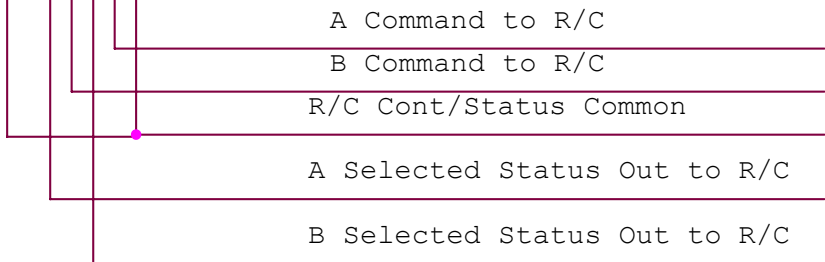 A Command to R/C
B Command to R/C
R/C Cont/Status Common
A Selected Status Out to R/C
B Selected Status Out to R/C